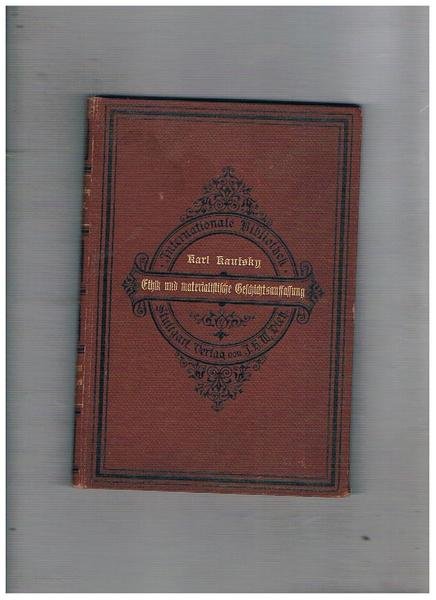 Internationale Bibliothek
Karl Kautsky
Ethik und materialistische Geschichtsauffassung
Stuttgart Verlag von J. H. W. Dietz